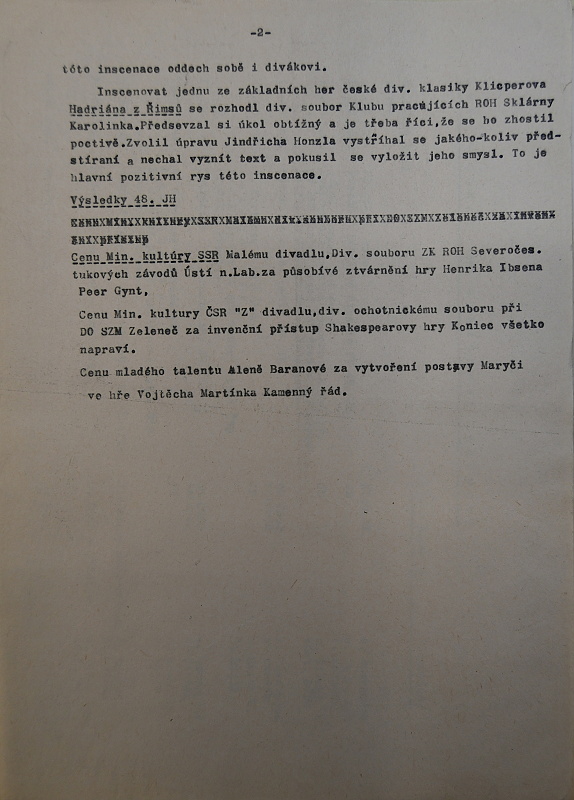 -2-
této inscenace oddech sobě i divákovi.
Inscenovat jednu ze základních her české div. klasiky Klicperova
Hadriána z Římsů se rozhodl div. soubor Klubu pracujících ROH Sklárny
Karolinka.Předsevzal si úkol obtížný a je třeba říci,že se ho zhostil
poctivě.Zvolil úpravu Jindřicha Honzla vystříhal se jakého-koliv před-
stíraní a nechal vyznít text a pokusil se vyložit jeho smysl. To je
hlavní pozitivní rys této inscenace.
Výsledky 48. JH
Cenu Min. kultúry SSR Malému divadlu,Div. souboru ZK ROH Severočes.
tukových závodů Ústí n.Lab.za působívé ztvárnění hry Henrika Ibsena
Peer Gynt,
Cenu Min. kultury ČSR "Z" divadlu,div. ochotnickému souboru při
DO SZM Zeleneč za invenční přístup Shakespearovy hry Koniec všetko
napraví.
Cenu mladého talentu Aleně Baranové za vytvoření postavy Maryči
ve hře Vojtěcha Martínka Kamenný řád.